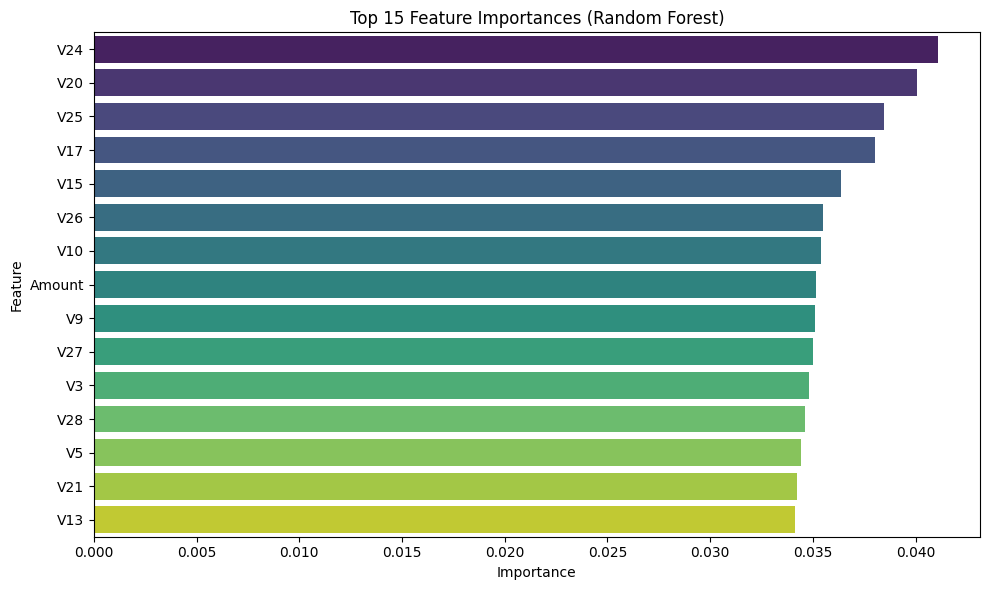 Top 15 Feature Importances (Random Forest)
Feature
V24
V20
V25
V17
V15
V26
V10
Amount
V9
V27
V3
V28
V5
V21
V13
0.000 0.005 0.010 0.015 0.020 0.025 0.030 0.035 0.040
Importance